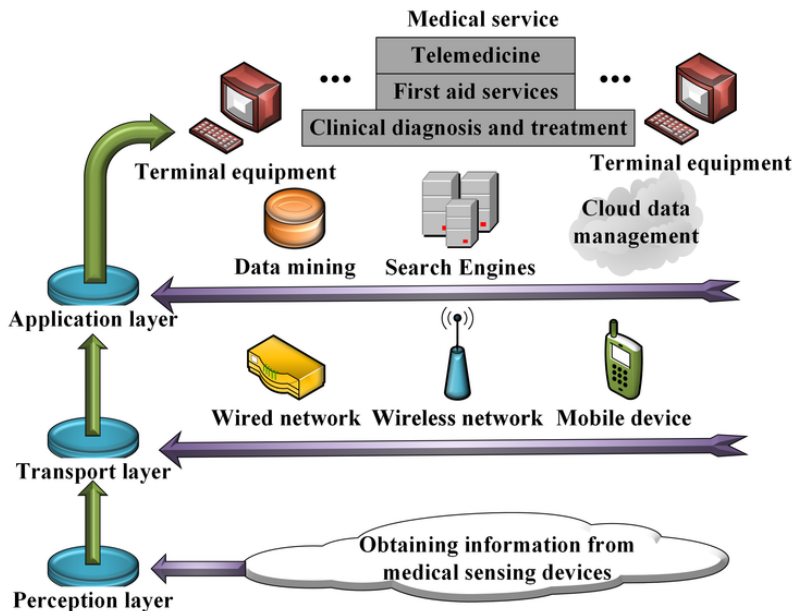 Medical service
Telemedicine
First aid services
Clinical diagnosis and treatment
Terminal equipment
Terminal equipment
Cloud data
management
Data mining
Search Engines
Application layer
Wired network
Wireless network
Mobile device
Transport layer
Obtaining information from
medical sensing devices
Perception layer